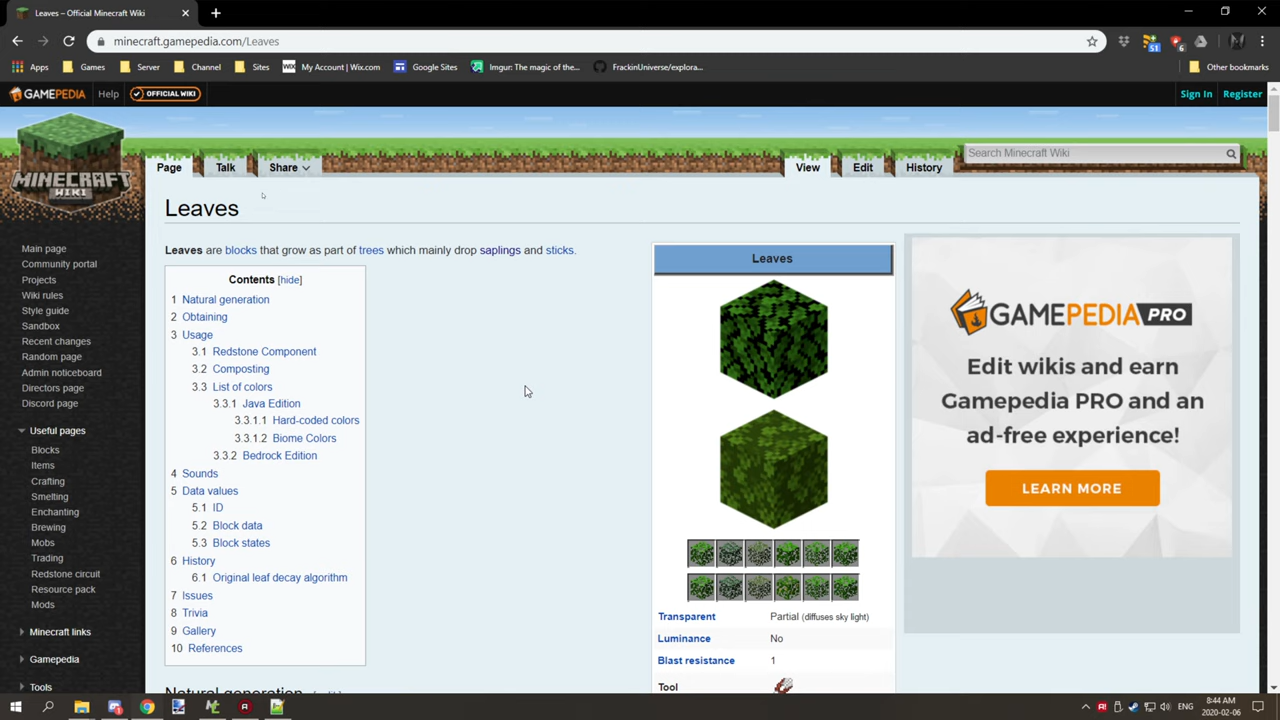 Leaves – Official Minecraft Wiki
minecraft.gamepedia.com/Leaves
51
6
Apps
Games
Server
Channel
Sites
WIX
My Account | Wix.com
Google Sites
Imgur: The magic of the...
FrackinUniverse/explora...
Other bookmarks
GAMEPEDIA
Help
OFFICIAL WIKI
Sign In
Register
MINECRAFT
WIKI
Page
Talk
Share
View
Edit
History
Search Minecraft Wiki
Leaves
Leaves are blocks that grow as part of trees which mainly drop saplings and sticks.
Contents [hide]
1 Natural generation
2 Obtaining
3 Usage
3.1 Redstone Component
3.2 Composting
3.3 List of colors
3.3.1 Java Edition
3.3.1.1 Hard-coded colors
3.3.1.2 Biome Colors
3.3.2 Bedrock Edition
4 Sounds
5 Data values
5.1 ID
5.2 Block data
5.3 Block states
6 History
6.1 Original leaf decay algorithm
7 Issues
8 Trivia
9 Gallery
10 References
Natural generation
Main page
Community portal
Projects
Wiki rules
Style guide
Sandbox
Recent changes
Random page
Admin noticeboard
Directors page
Discord page
Useful pages
Blocks
Items
Crafting
Smelting
Enchanting
Brewing
Mobs
Trading
Redstone circuit
Resource pack
Mods
Minecraft links
Gamepedia
Tools
Leaves
Transparent Partial (diffuses sky light)
Luminance No
Blast resistance 1
Tool
GAMEPEDIA PRO
Edit wikis and earn
Gamepedia PRO and an
ad-free experience!
LEARN MORE
ENG
8:44 AM
2020-02-06